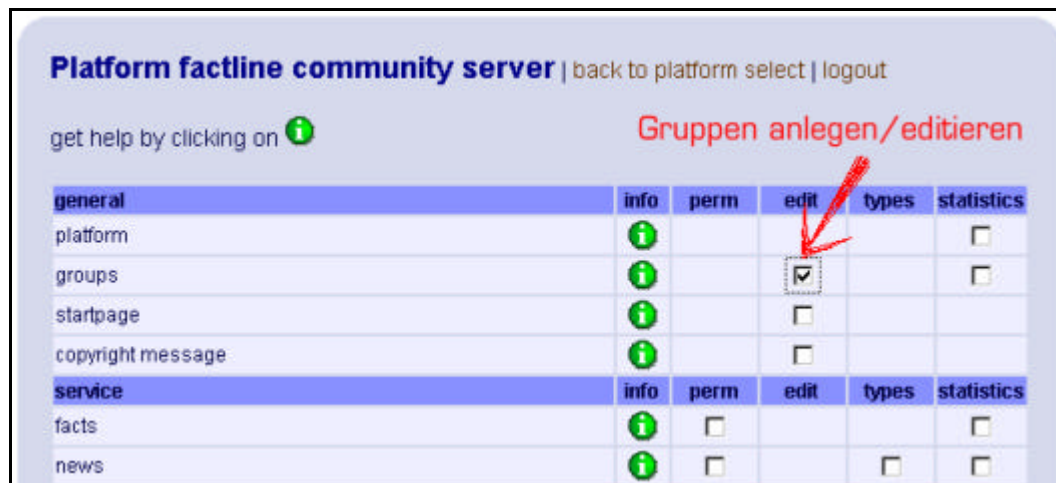 Platform factline community server | back to platform select | logout
get help by clicking on
Gruppen anlegen/editieren
general info perm edit types statistics
platform
groups
startpage
copyright message
service info perm edit types statistics
facts
news